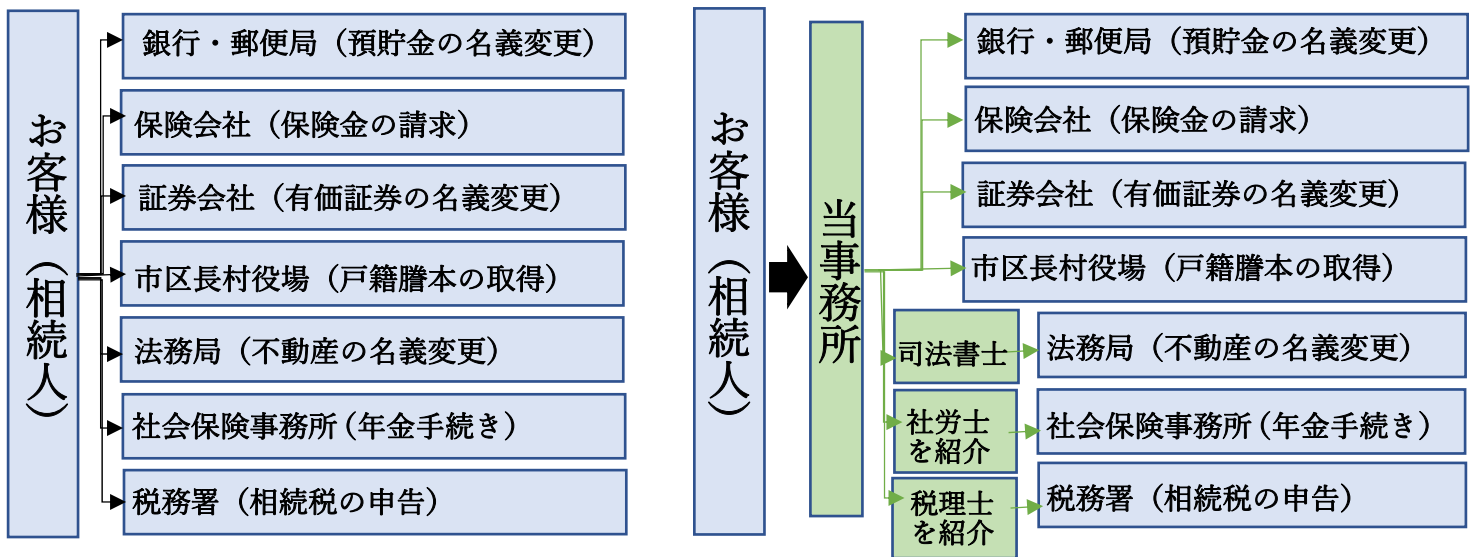 お客様（相続人）
銀行・郵便局（預貯金の名義変更）
保険会社（保険金の請求）
証券会社（有価証券の名義変更）
市区長村役場（戸籍謄本の取得）
法務局（不動産の名義変更）
社会保険事務所（年金手続き）
税務署（相続税の申告）
お客様（相続人）
当事務所
銀行・郵便局（預貯金の名義変更）
保険会社（保険金の請求）
証券会社（有価証券の名義変更）
市区長村役場（戸籍謄本の取得）
司法書士
法務局（不動産の名義変更）
社労士
を紹介
社会保険事務所（年金手続き）
税理士
を紹介
税務署（相続税の申告）